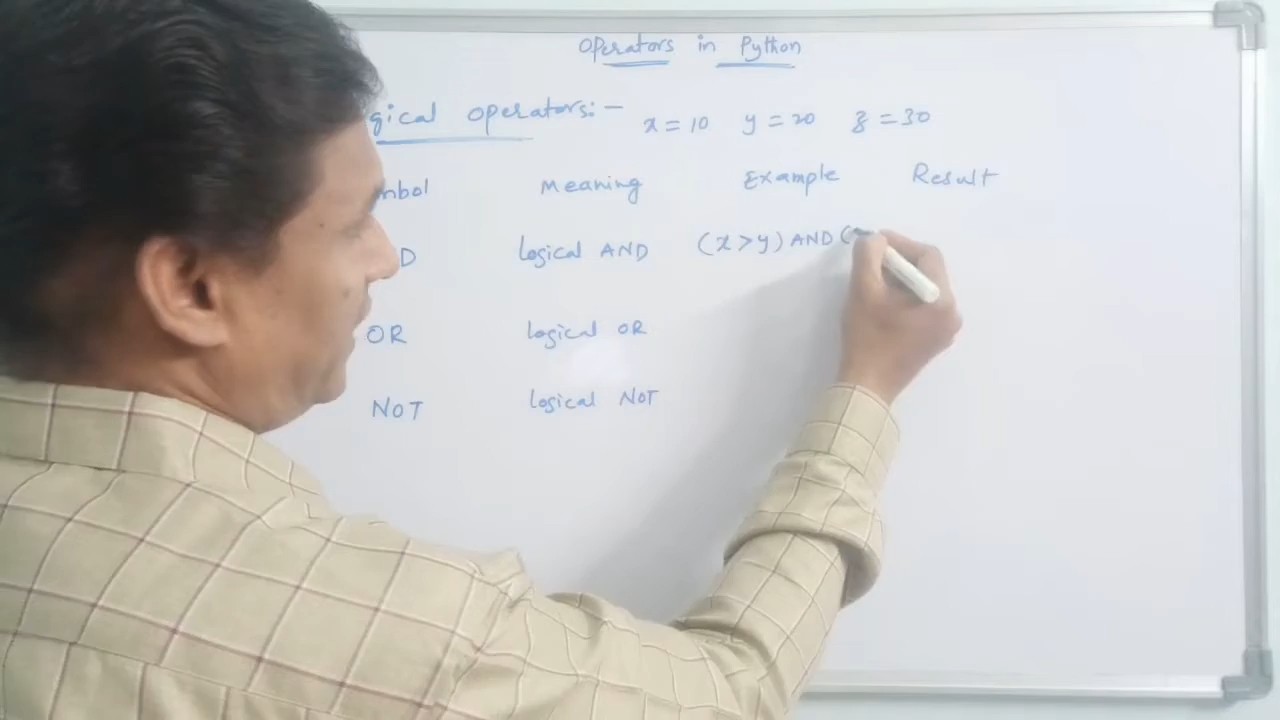 Operators in Python
gical operators:-
x = 10 y = 20 z = 30
mbol Meaning Example Result
D logical AND (x>y) AND (
OR logical OR
NOT logical NOT